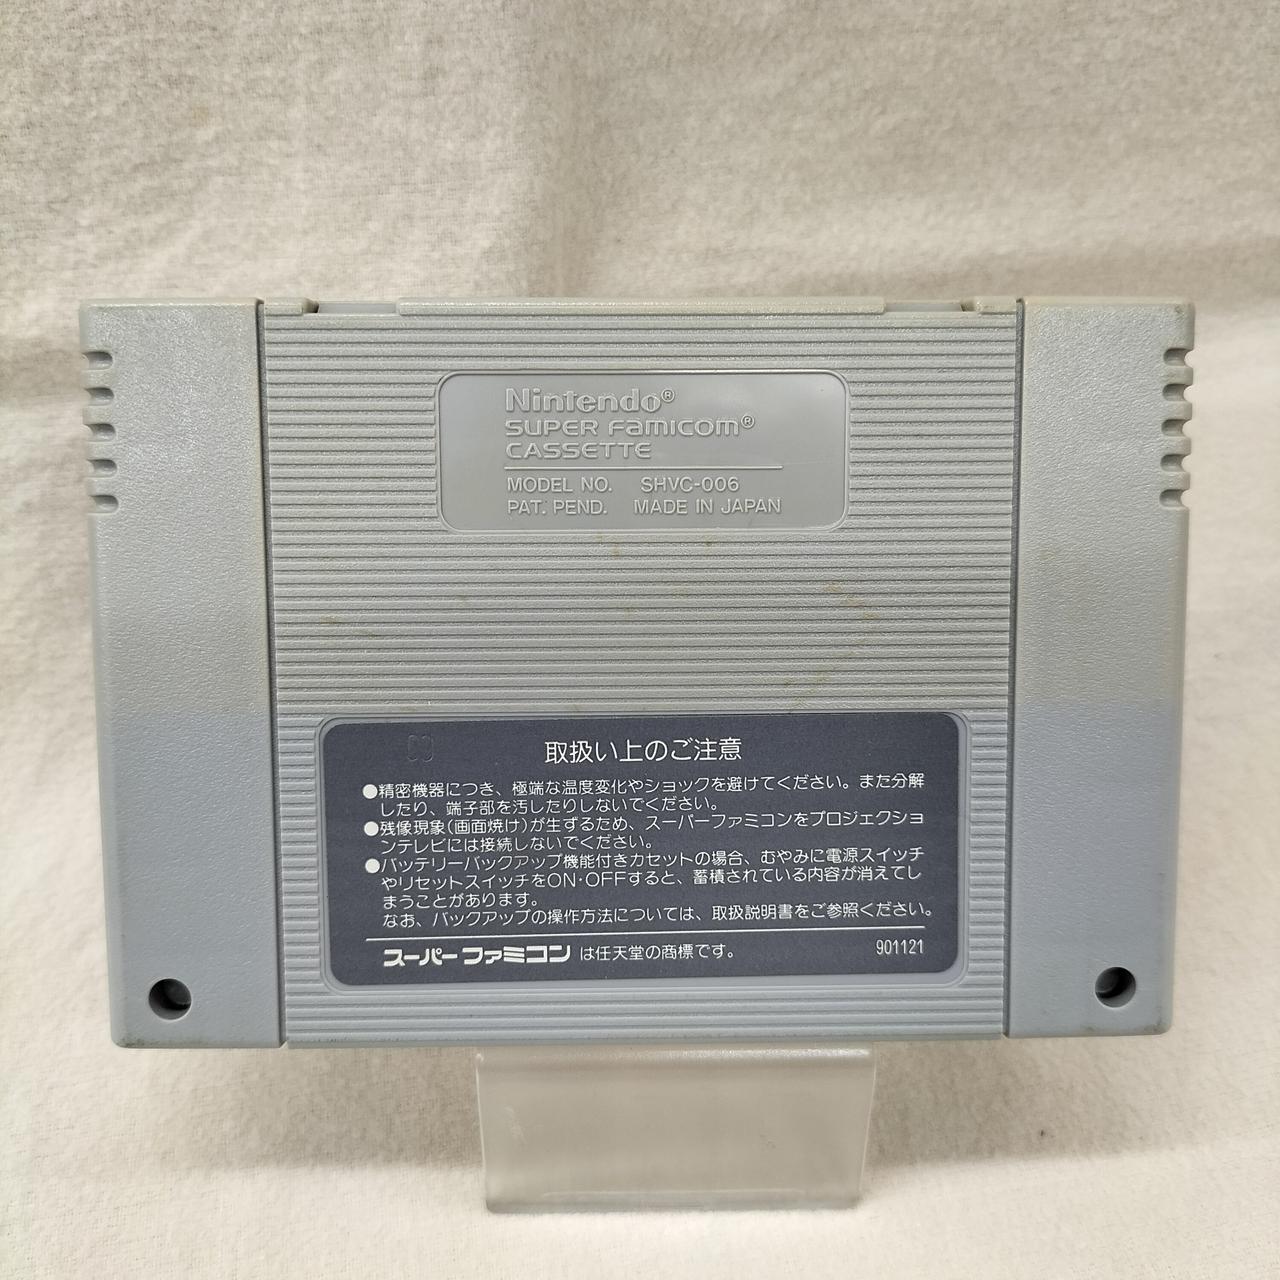 Nintendo®
SUPER FAMICOM®
CASSETTE
MODEL NO. SHVC-006
PAT. PEND. MADE IN JAPAN
取扱い上のご注意
●精密機器につき、極端な温度変化やショックを避けてください。また分解
したり、端子部を汚したりしないでください。
●残像現象(画面焼け)が生ずるため、スーパーファミコンをプロジェクショ
ンテレビには接続しないでください。
●バッテリーバックアップ機能付きカセットの場合、むやみに電源スイッチ
やリセットスイッチをON・OFFすると、蓄積されている内容が消えてし
まうことがあります。
なお、バックアップの操作方法については、取扱説明書をご参照ください。
スーパーファミコン は任天堂の商標です。 901121